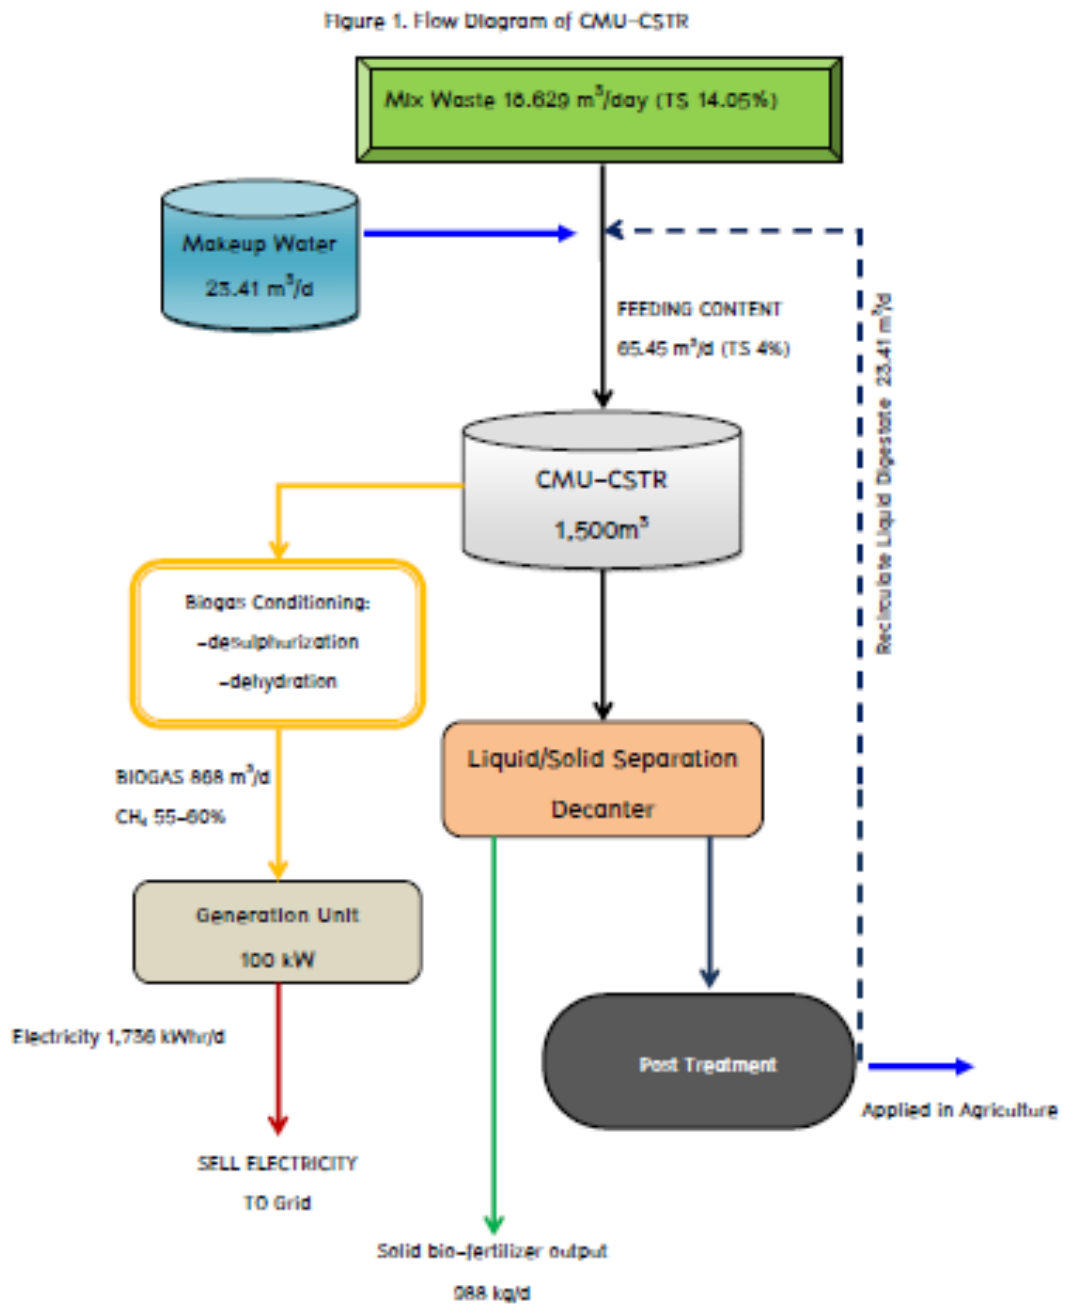 Figure 1. Flow Diagram of CMU-CSTR
Mix Waste 18.629 m³/day (TS 14.05%)
Makeup Water
23.41 m³/d
FEEDING CONTENT
65.45 m³/d (TS 4%)
Recirculate Liquid Digestate 23.41 m³/d
CMU-CSTR
1,500m³
Biogas Conditioning:
-desulphurization
-dehydration
Liquid/Solid Separation
Decanter
BIOGAS 868 m³/d
CH₄ 55-60%
Generation Unit
100 kW
Electricity 1,736 kWhr/d
Post Treatment
Applied in Agriculture
SELL ELECTRICITY
TO Grid
Solid bio-fertilizer output
988 kg/d